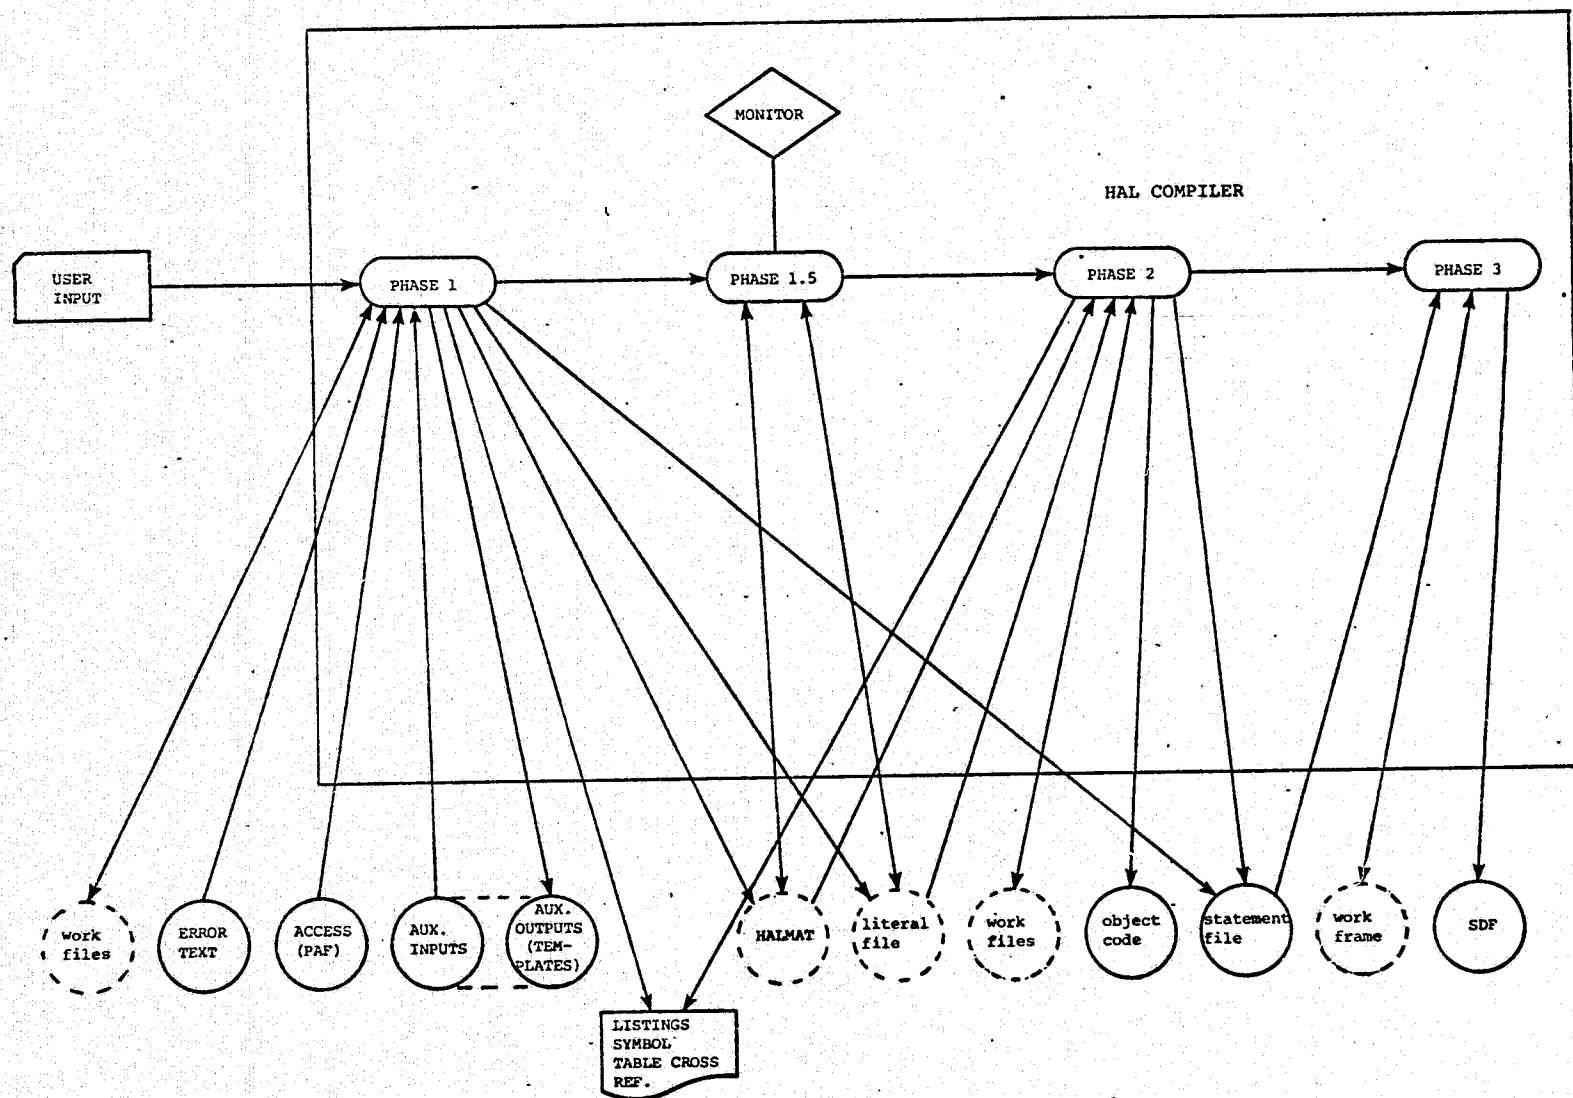 MONITOR
HAL COMPILER
USER
INPUT
PHASE 1
PHASE 1.5
PHASE 2
PHASE 3
work
files
ERROR
TEXT
ACCESS
(PAF)
AUX.
INPUTS
AUX.
OUTPUTS
(TEM-
PLATES)
HALMAT
literal
file
work
files
object
code
statement
file
work
frame
SDF
LISTINGS
SYMBOL
TABLE CROSS
REF.